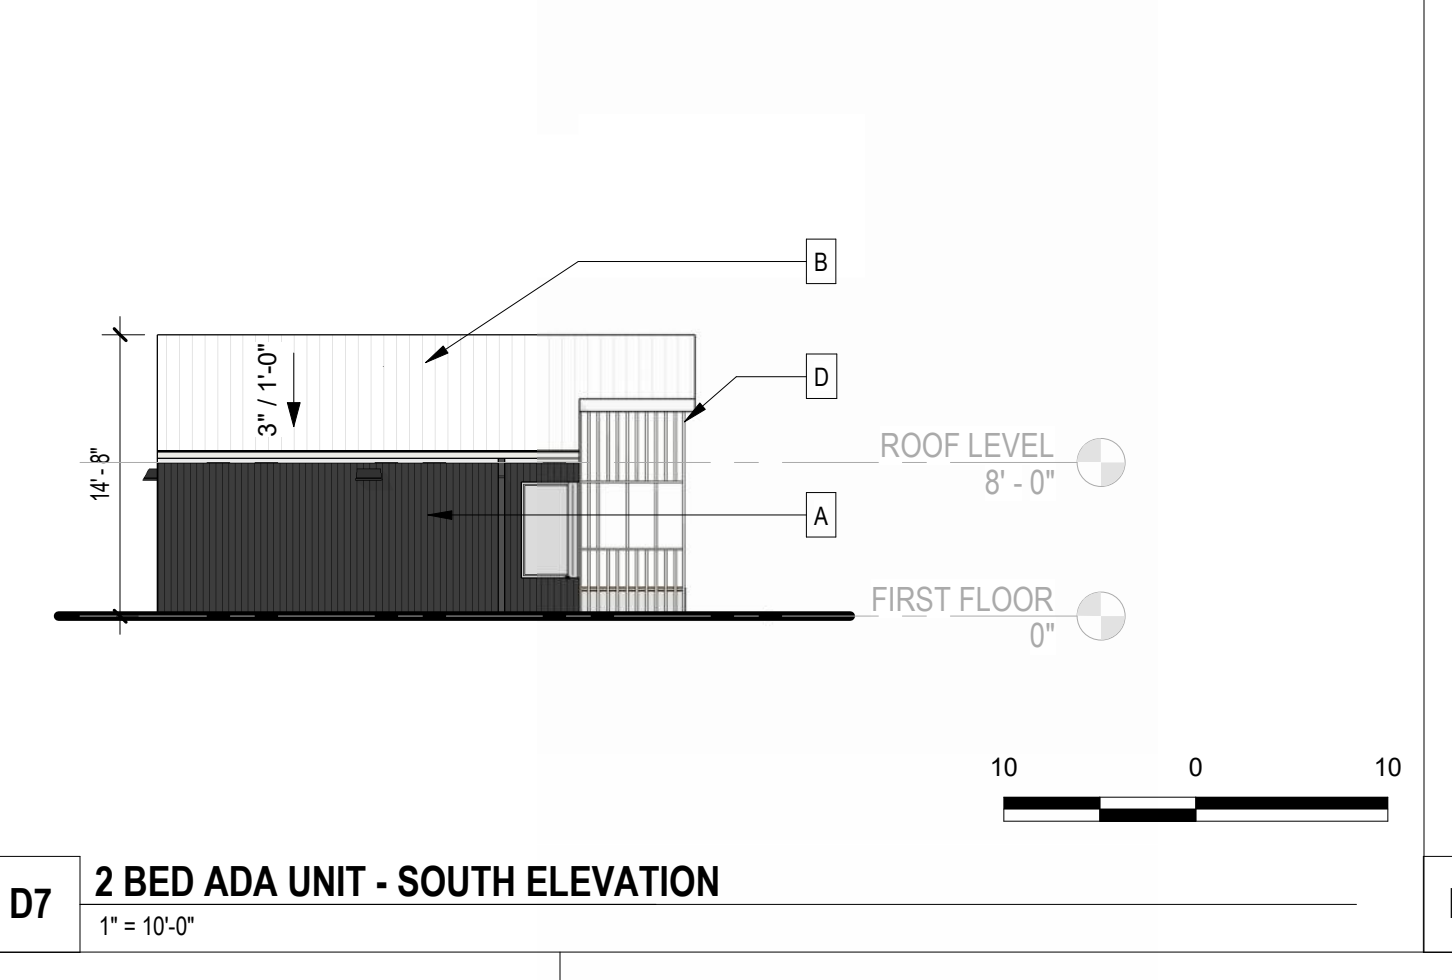 B
3" / 1'-0"
D
14' - 8"
ROOF LEVEL
8' - 0"
A
FIRST FLOOR
0"
10 0 10
D7
2 BED ADA UNIT - SOUTH ELEVATION
1" = 10'-0"